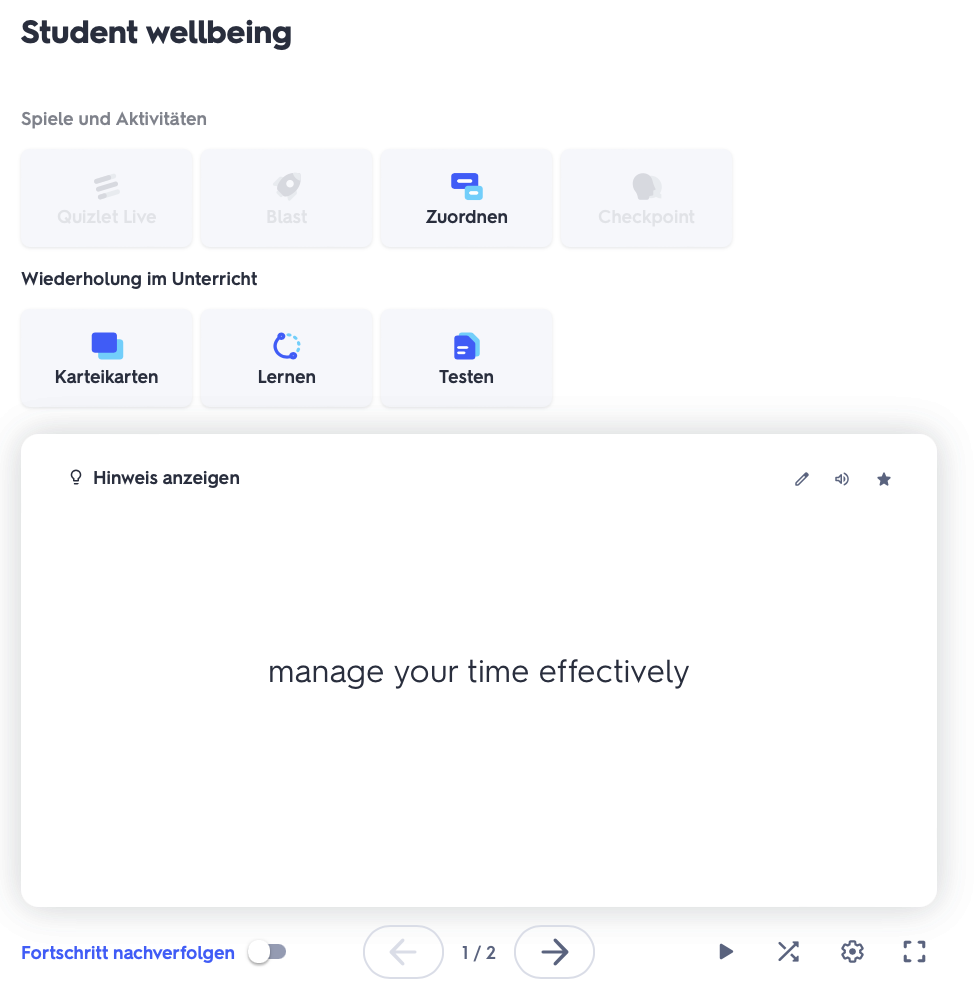 Student wellbeing
Spiele und Aktivitäten
Quizlet Live
Blast
Zuordnen
Checkpoint
Wiederholung im Unterricht
Karteikarten
Lernen
Testen
Hinweis anzeigen
manage your time effectively
Fortschritt nachverfolgen
1 / 2